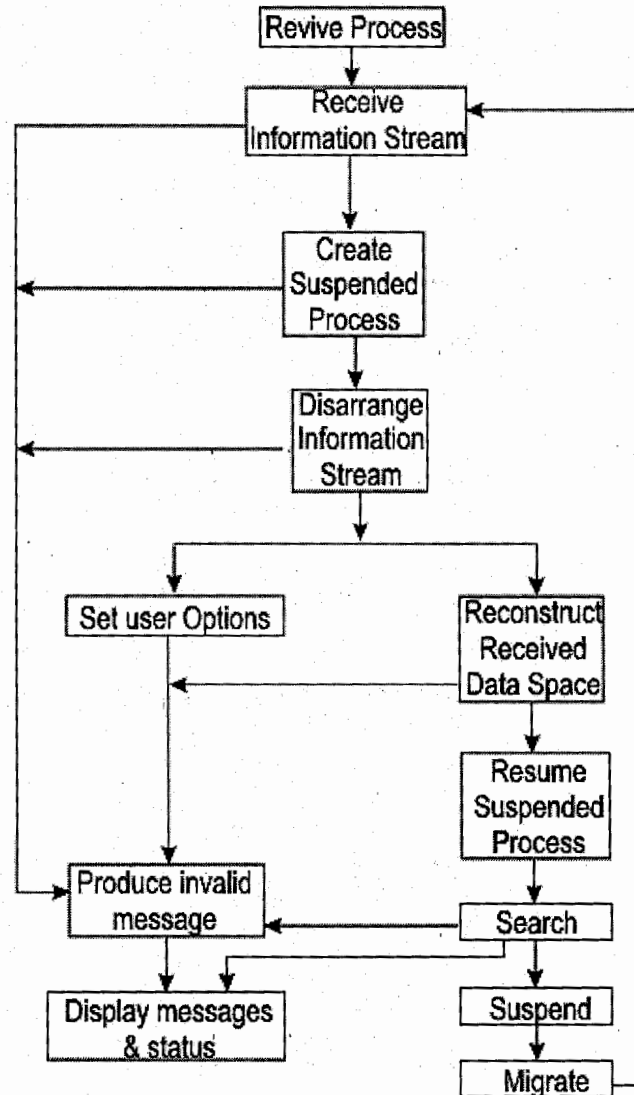 Revive Process
Receive
Information Stream
Create
Suspended
Process
Disarrange
Information
Stream
Set user Options
Reconstruct
Received
Data Space
Resume
Suspended
Process
Produce invalid
message
Search
Display messages
& status
Suspend
Migrate